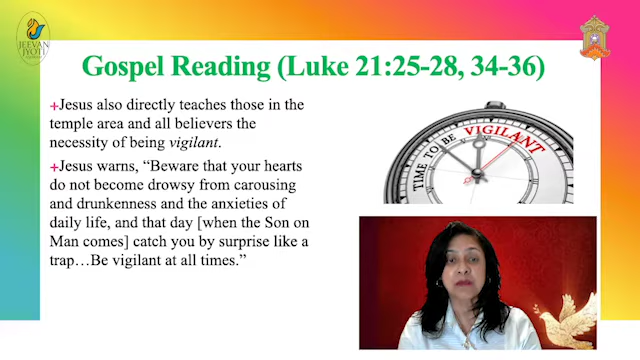 JEEVAN
JYOTI
Gospel Reading (Luke 21:25-28, 34-36)
+Jesus also directly teaches those in the
temple area and all believers the
necessity of being vigilant.
+Jesus warns, “Beware that your hearts
do not become drowsy from carousing
and drunkenness and the anxieties of
daily life, and that day [when the Son on
Man comes] catch you by surprise like a
trap…Be vigilant at all times.”
TIME TO BE VIGILANT